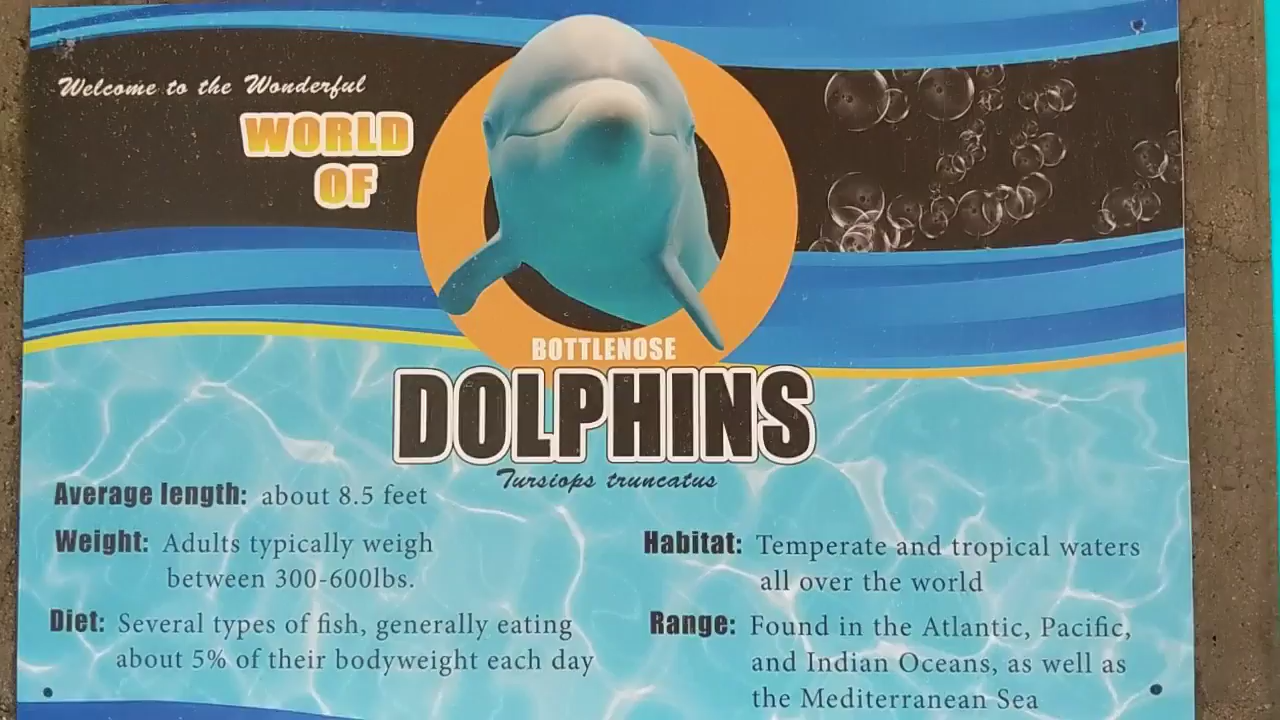 Welcome to the Wonderful
WORLD
OF
BOTTLENOSE
DOLPHINS
Tursiops truncatus
Average length: about 8.5 feet
Weight: Adults typically weigh
between 300-600lbs.
Diet: Several types of fish, generally eating
about 5% of their bodyweight each day
Habitat: Temperate and tropical waters
all over the world
Range: Found in the Atlantic, Pacific,
and Indian Oceans, as well as
the Mediterranean Sea